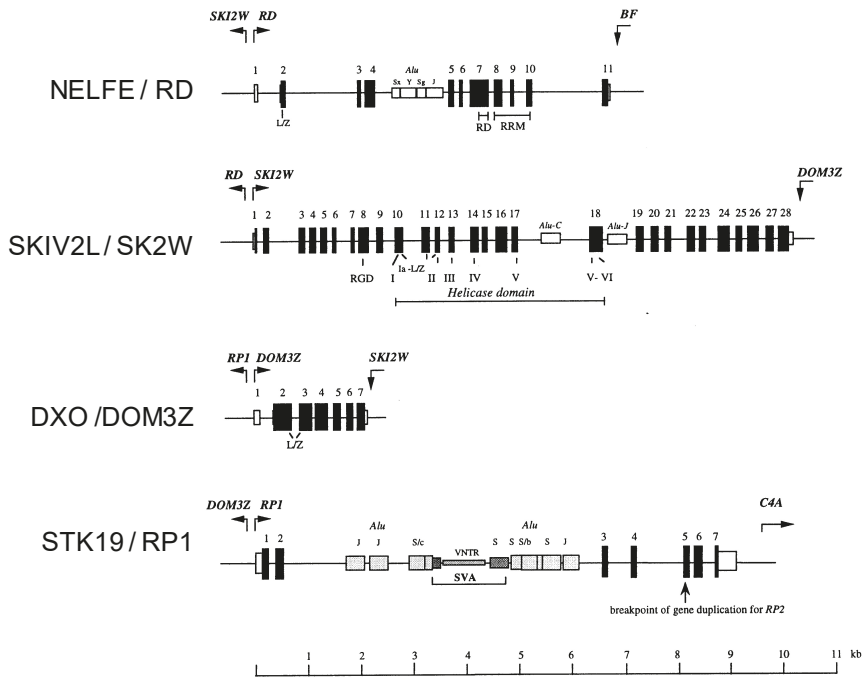 SKI2W RD BF
1 2 3 4 Alu 5 6 7 8 9 10 11
Sx Y Sg J
NELFE / RD
L/Z RD RRM
RD SKI2W DOM3Z
1 2 3 4 5 6 7 8 9 10 11 12 13 14 15 16 17 Alu-C 18 Alu-J 19 20 21 22 23 24 25 26 27 28
SKIV2L / SK2W
RGD I Ia -L/Z II III IV V V- VI
Helicase domain
RP1 DOM3Z SKI2W
1 2 3 4 5 6 7
DXO /DOM3Z
L/Z
DOM3Z RP1 C4A
1 2 Alu Alu 3 4 5 6 7
J J S/c S S S/b S J
STK19 / RP1
VNTR
SVA
breakpoint of gene duplication for RP2
1 2 3 4 5 6 7 8 9 10 11 kb